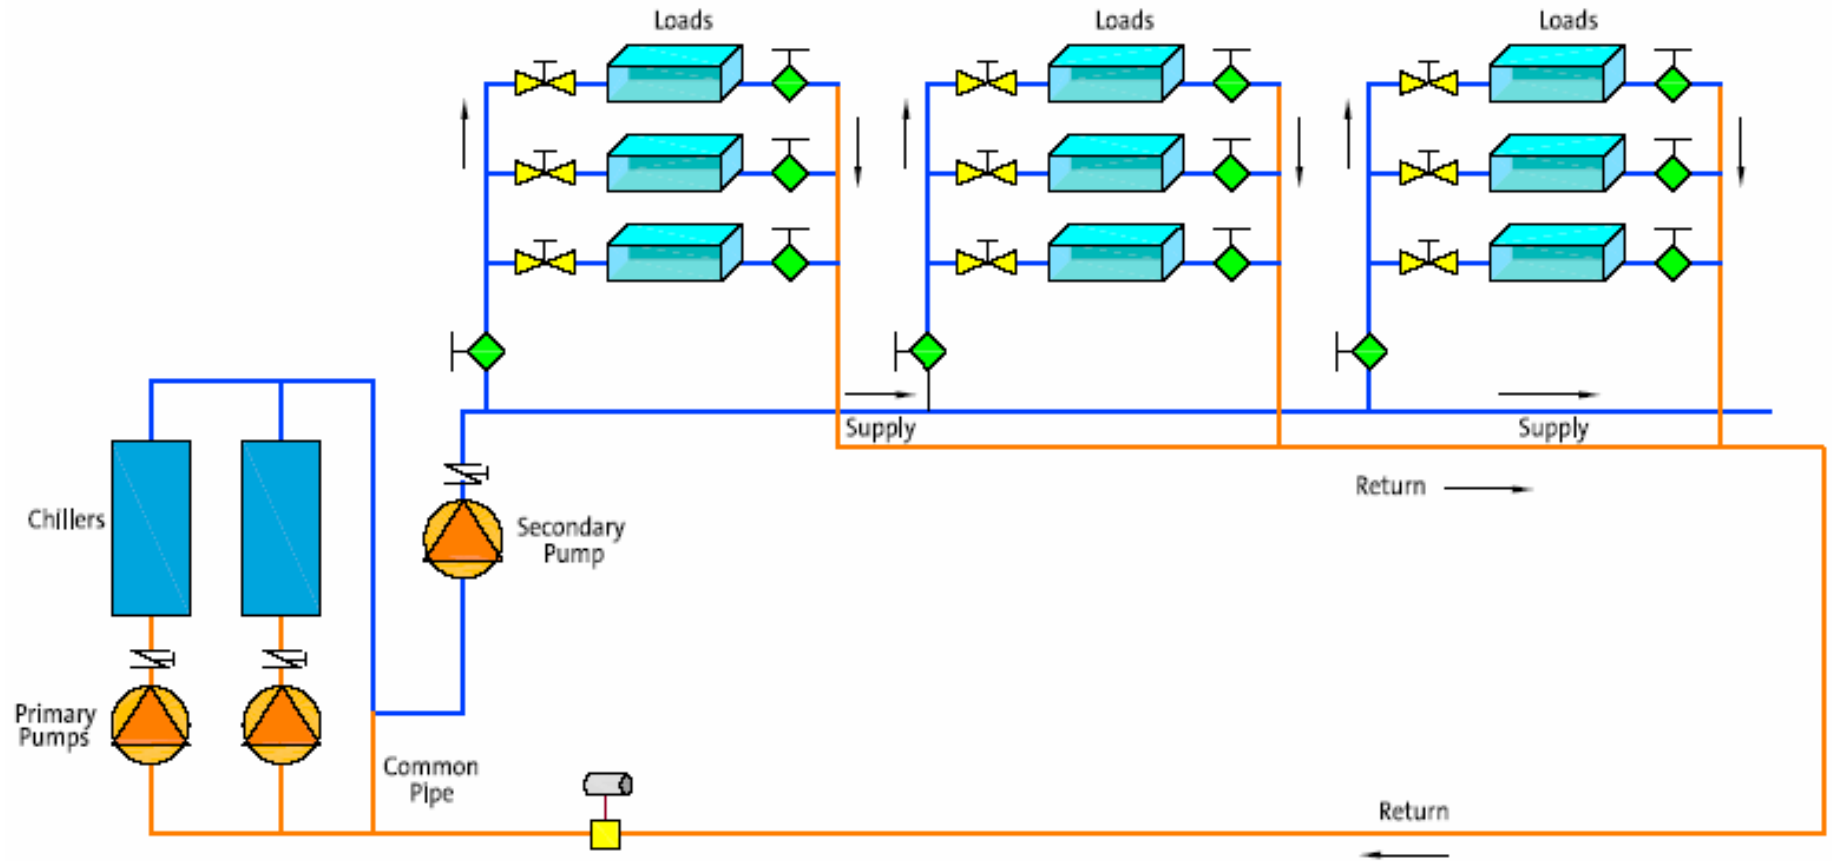 Loads
Loads
Loads
Supply
Supply
Return
Chillers
Secondary
Pump
Primary
Pumps
Common
Pipe
Return